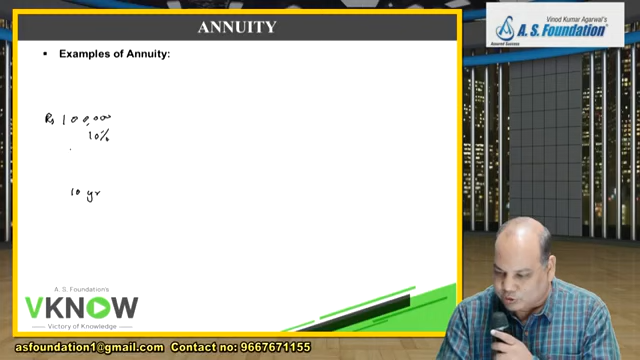 ANNUITY
Vinod Kumar Agarwal's
A. S. Foundation
Assured Success
▪ Examples of Annuity:
Rs 100,000
10%
10 yr
A. S. Foundation's
VKNOW
- Victory of Knowledge -
asfoundation1@gmail.com Contact no: 9667671155